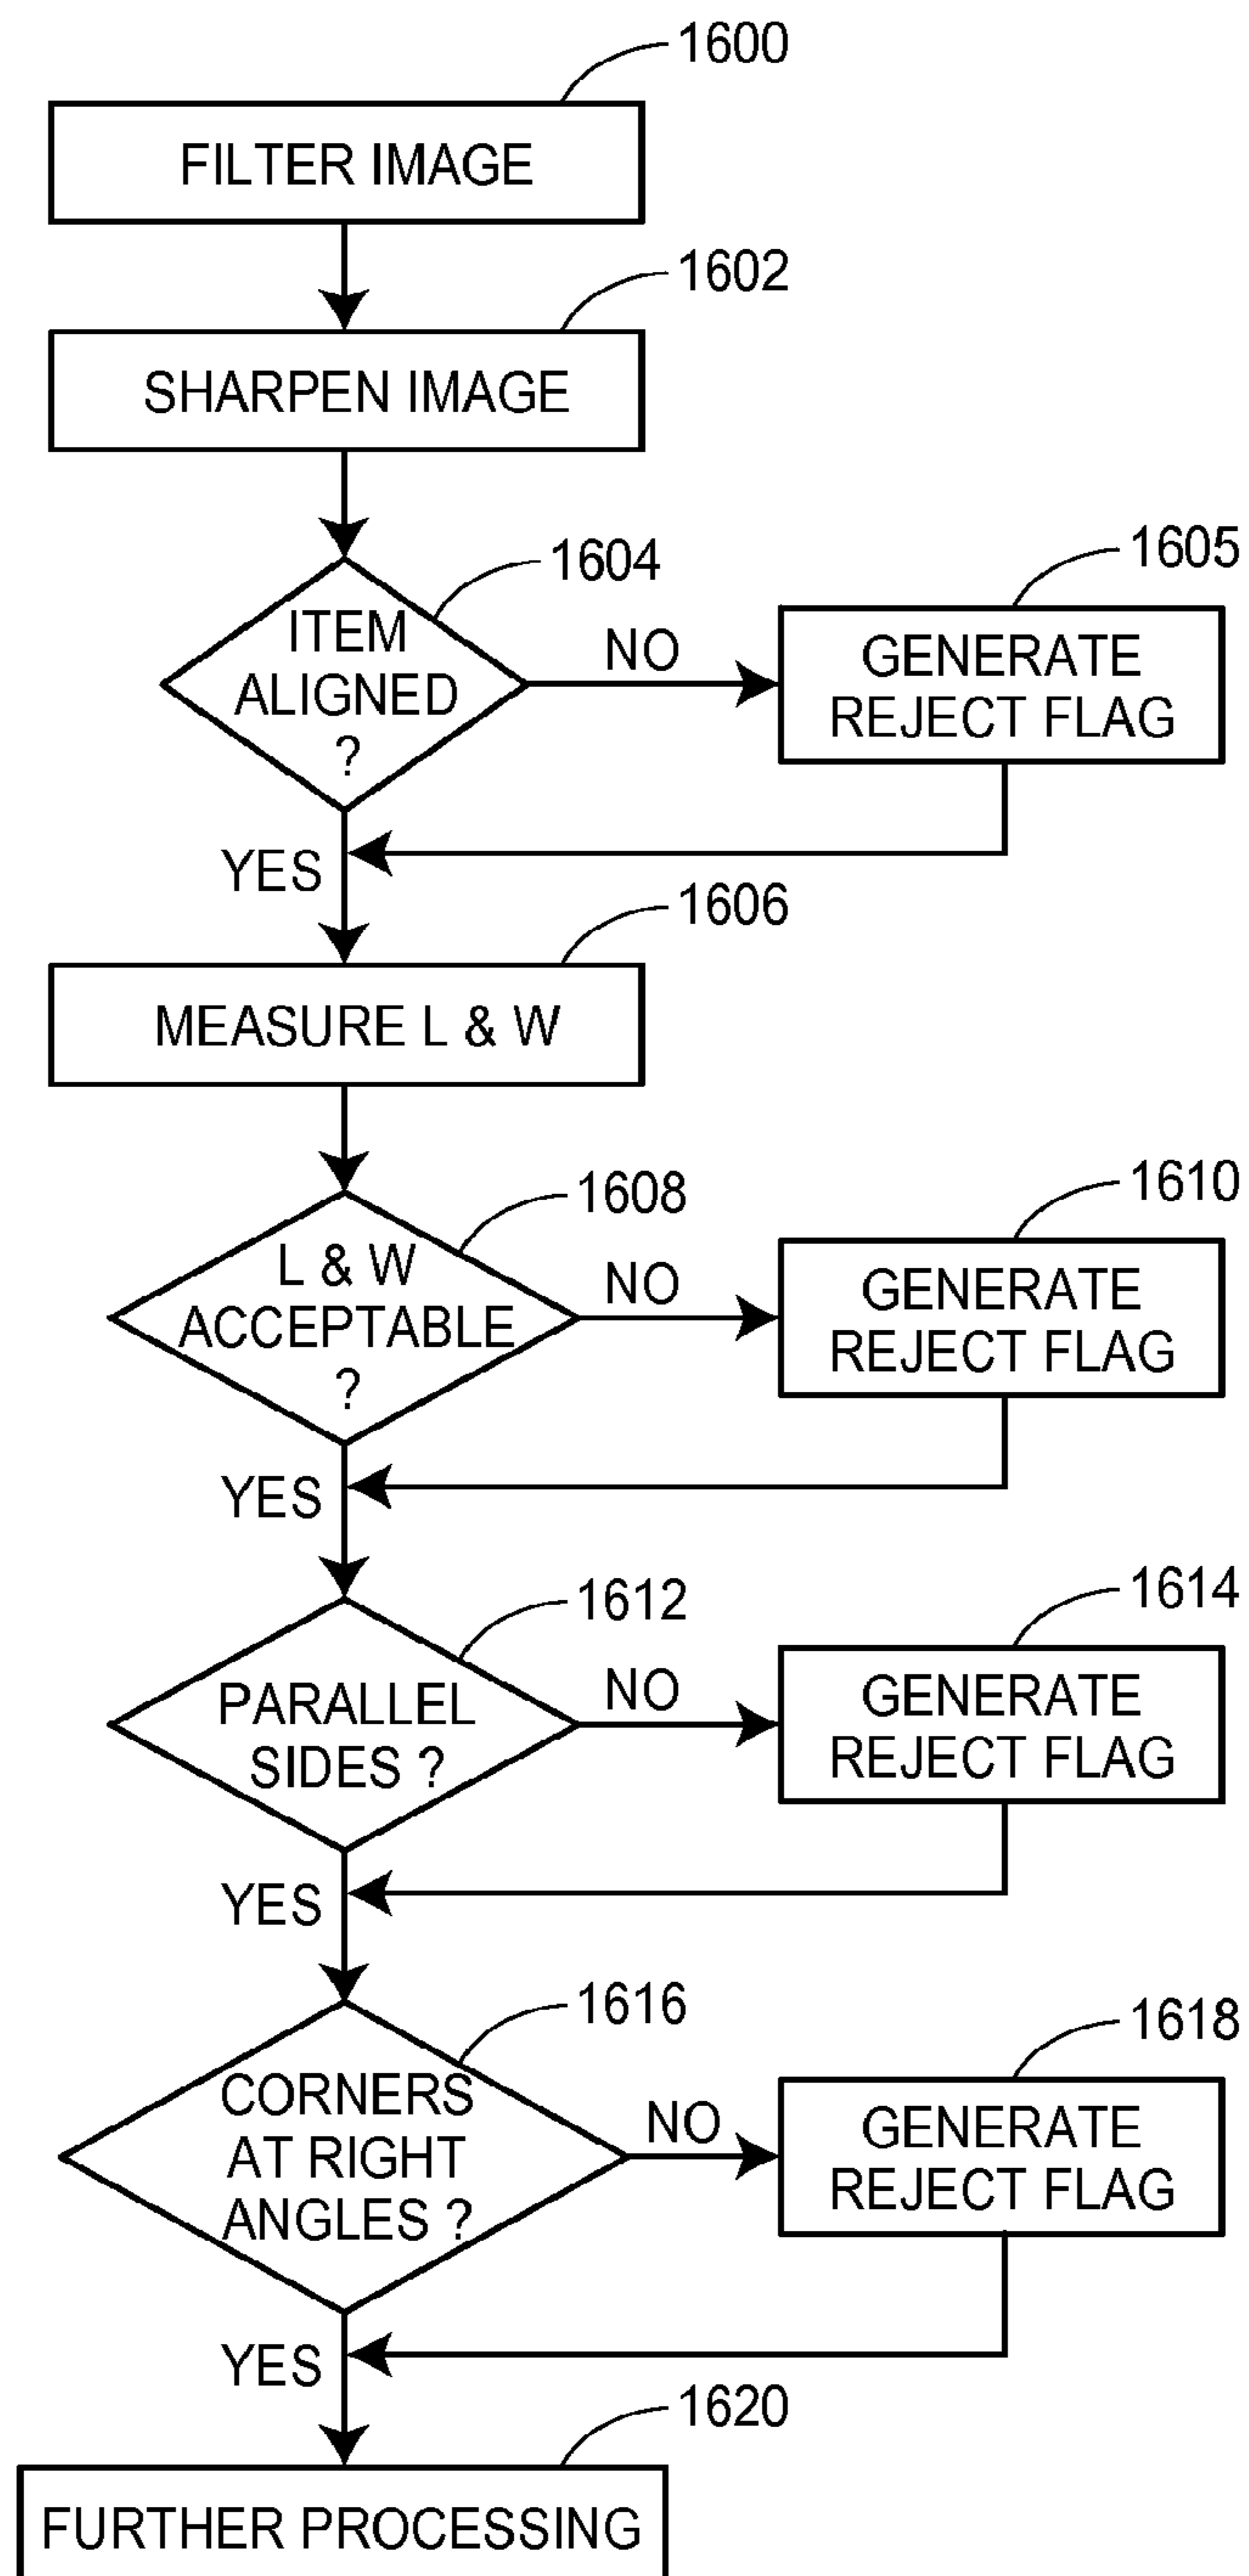 1600
FILTER IMAGE
1602
SHARPEN IMAGE
1604
ITEM
ALIGNED
?
NO
1605
GENERATE
REJECT FLAG
YES
1606
MEASURE L & W
1608
L & W
ACCEPTABLE
?
NO
1610
GENERATE
REJECT FLAG
YES
1612
PARALLEL
SIDES ?
NO
1614
GENERATE
REJECT FLAG
YES
1616
CORNERS
AT RIGHT
ANGLES ?
NO
1618
GENERATE
REJECT FLAG
YES
1620
FURTHER PROCESSING